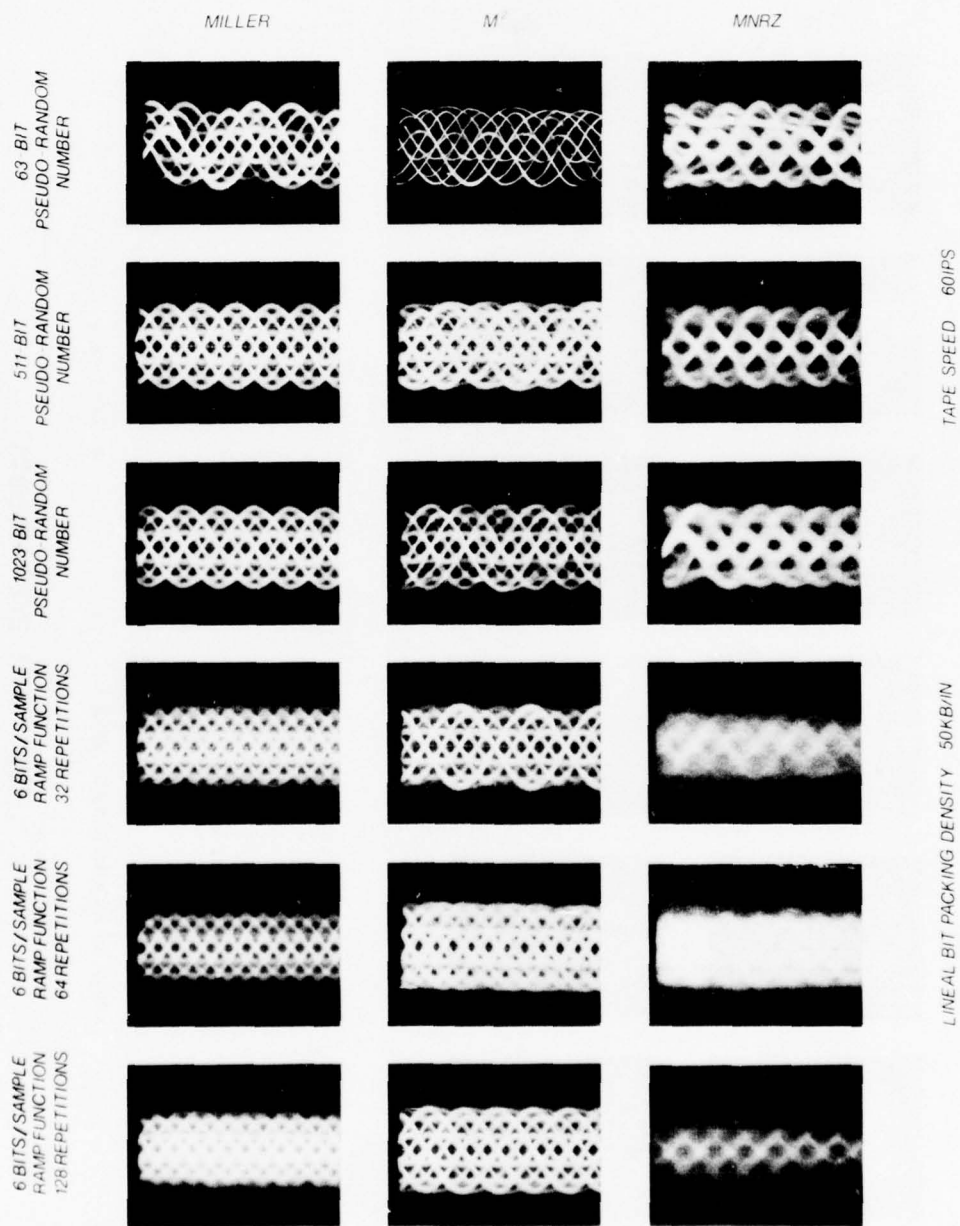 MILLER
M²
MNRZ
63 BIT
PSEUDO RANDOM
NUMBER
511 BIT
PSEUDO RANDOM
NUMBER
1023 BIT
PSEUDO RANDOM
NUMBER
6 BITS/SAMPLE
RAMP FUNCTION
32 REPETITIONS
6 BITS/SAMPLE
RAMP FUNCTION
64 REPETITIONS
6 BITS/SAMPLE
RAMP FUNCTION
128 REPETITIONS
LINEAL BIT PACKING DENSITY 50KB/IN
TAPE SPEED 60IPS